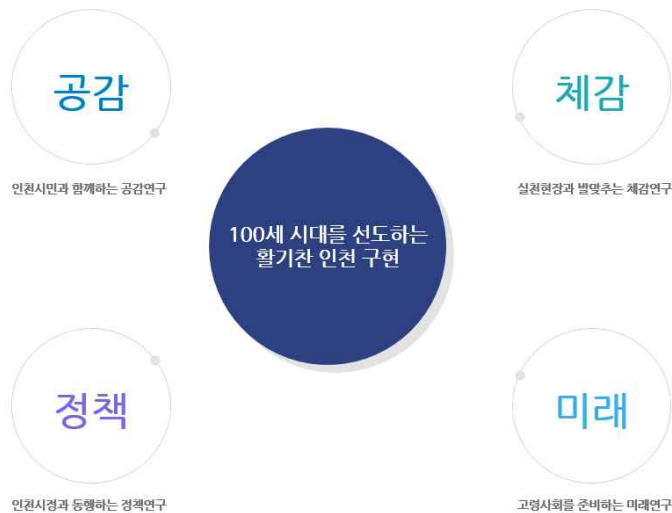 공감
체감
인천시민과 함께하는 공감연구
실천현장과 발맞추는 체감연구
100세 시대를 선도하는
활기찬 인천 구현
정책
미래
인천시정과 동행하는 정책연구
고령사회를 준비하는 미래연구